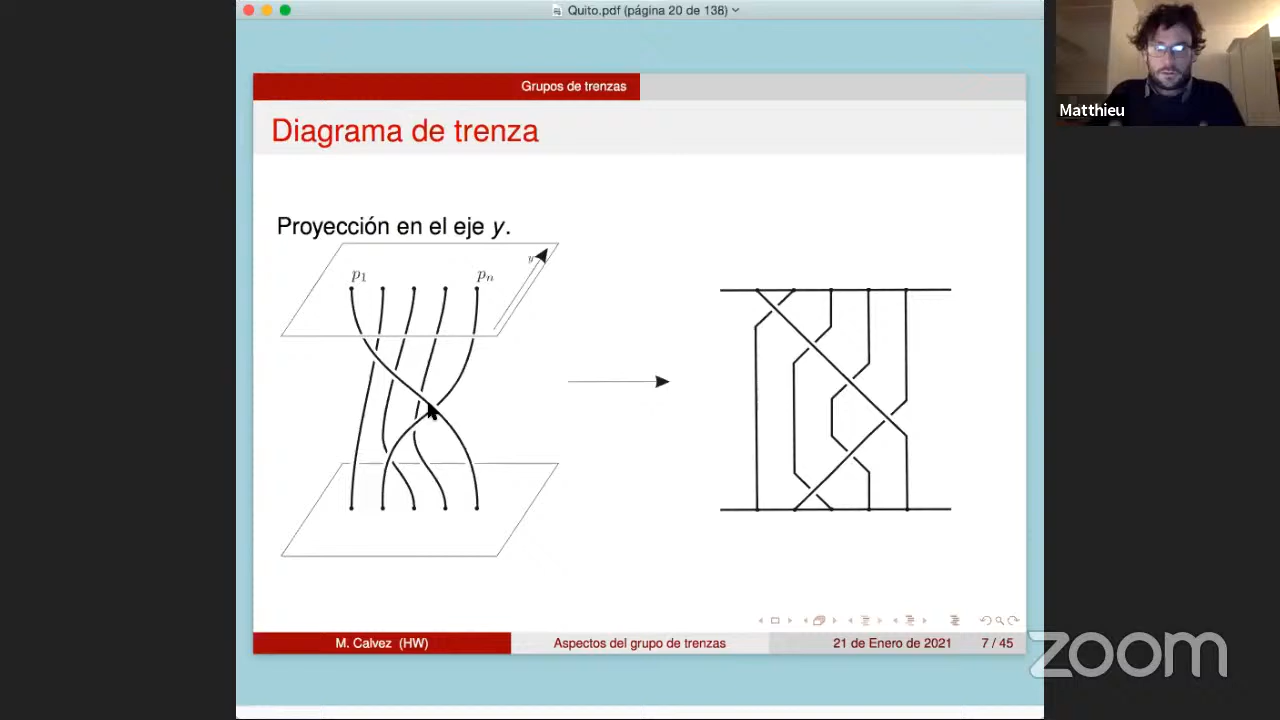 Quito.pdf (página 20 de 138)
Grupos de trenzas
Diagrama de trenza
Matthieu
Proyección en el eje y.
y
p1 pn
M. Calvez (HW) Aspectos del grupo de trenzas 21 de Enero de 2021 7 / 45
zoom